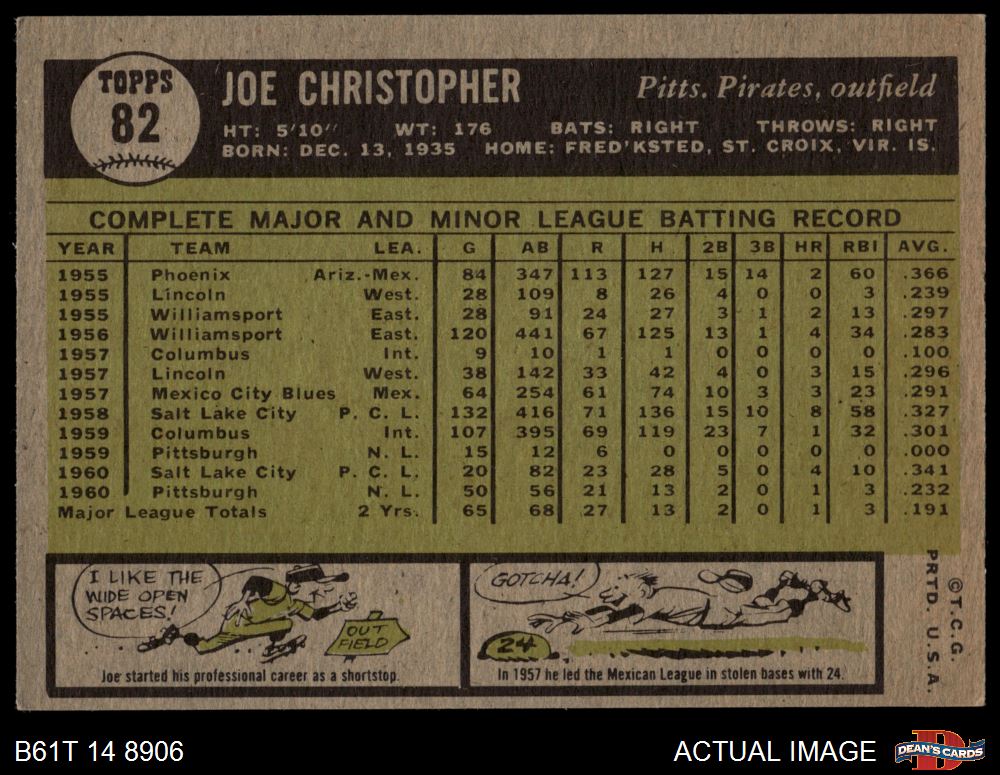 TOPPS
82
JOE CHRISTOPHER
Pitts. Pirates, outfield
HT: 5'10" WT: 176 BATS: RIGHT THROWS: RIGHT
BORN: DEC. 13, 1935 HOME: FRED'KSTED, ST. CROIX, VIR. IS.
COMPLETE MAJOR AND MINOR LEAGUE BATTING RECORD
YEAR TEAM LEA. G AB R H 2B 3B HR RBI AVG.
1955 Phoenix Ariz.-Mex. 84 347 113 127 15 14 2 60 .366
1955 Lincoln West. 28 109 8 26 4 0 0 3 .239
1955 Williamsport East. 28 91 24 27 3 1 2 13 .297
1956 Williamsport East. 120 441 67 125 13 1 4 34 .283
1957 Columbus Int. 9 10 1 1 0 0 0 0 .100
1957 Lincoln West. 38 142 33 42 4 0 3 15 .296
1957 Mexico City Blues Mex. 64 254 61 74 10 3 3 23 .291
1958 Salt Lake City P. C. L. 132 416 71 136 15 10 8 58 .327
1959 Columbus Int. 107 395 69 119 23 7 1 32 .301
1959 Pittsburgh N. L. 15 12 6 0 0 0 0 0 .000
1960 Salt Lake City P. C. L. 20 82 23 28 5 0 4 10 .341
1960 Pittsburgh N. L. 50 56 21 13 2 0 1 3 .232
Major League Totals 2 Yrs. 65 68 27 13 2 0 1 3 .191
I LIKE THE
WIDE OPEN
SPACES!
OUT
FIELD
Joe started his professional career as a shortstop.
GOTCHA!
24
In 1957 he led the Mexican League in stolen bases with 24.
©T.C.G.
PRTD. U.S.A.
B61T 14 8906
ACTUAL IMAGE
D
DEAN'S CARDS